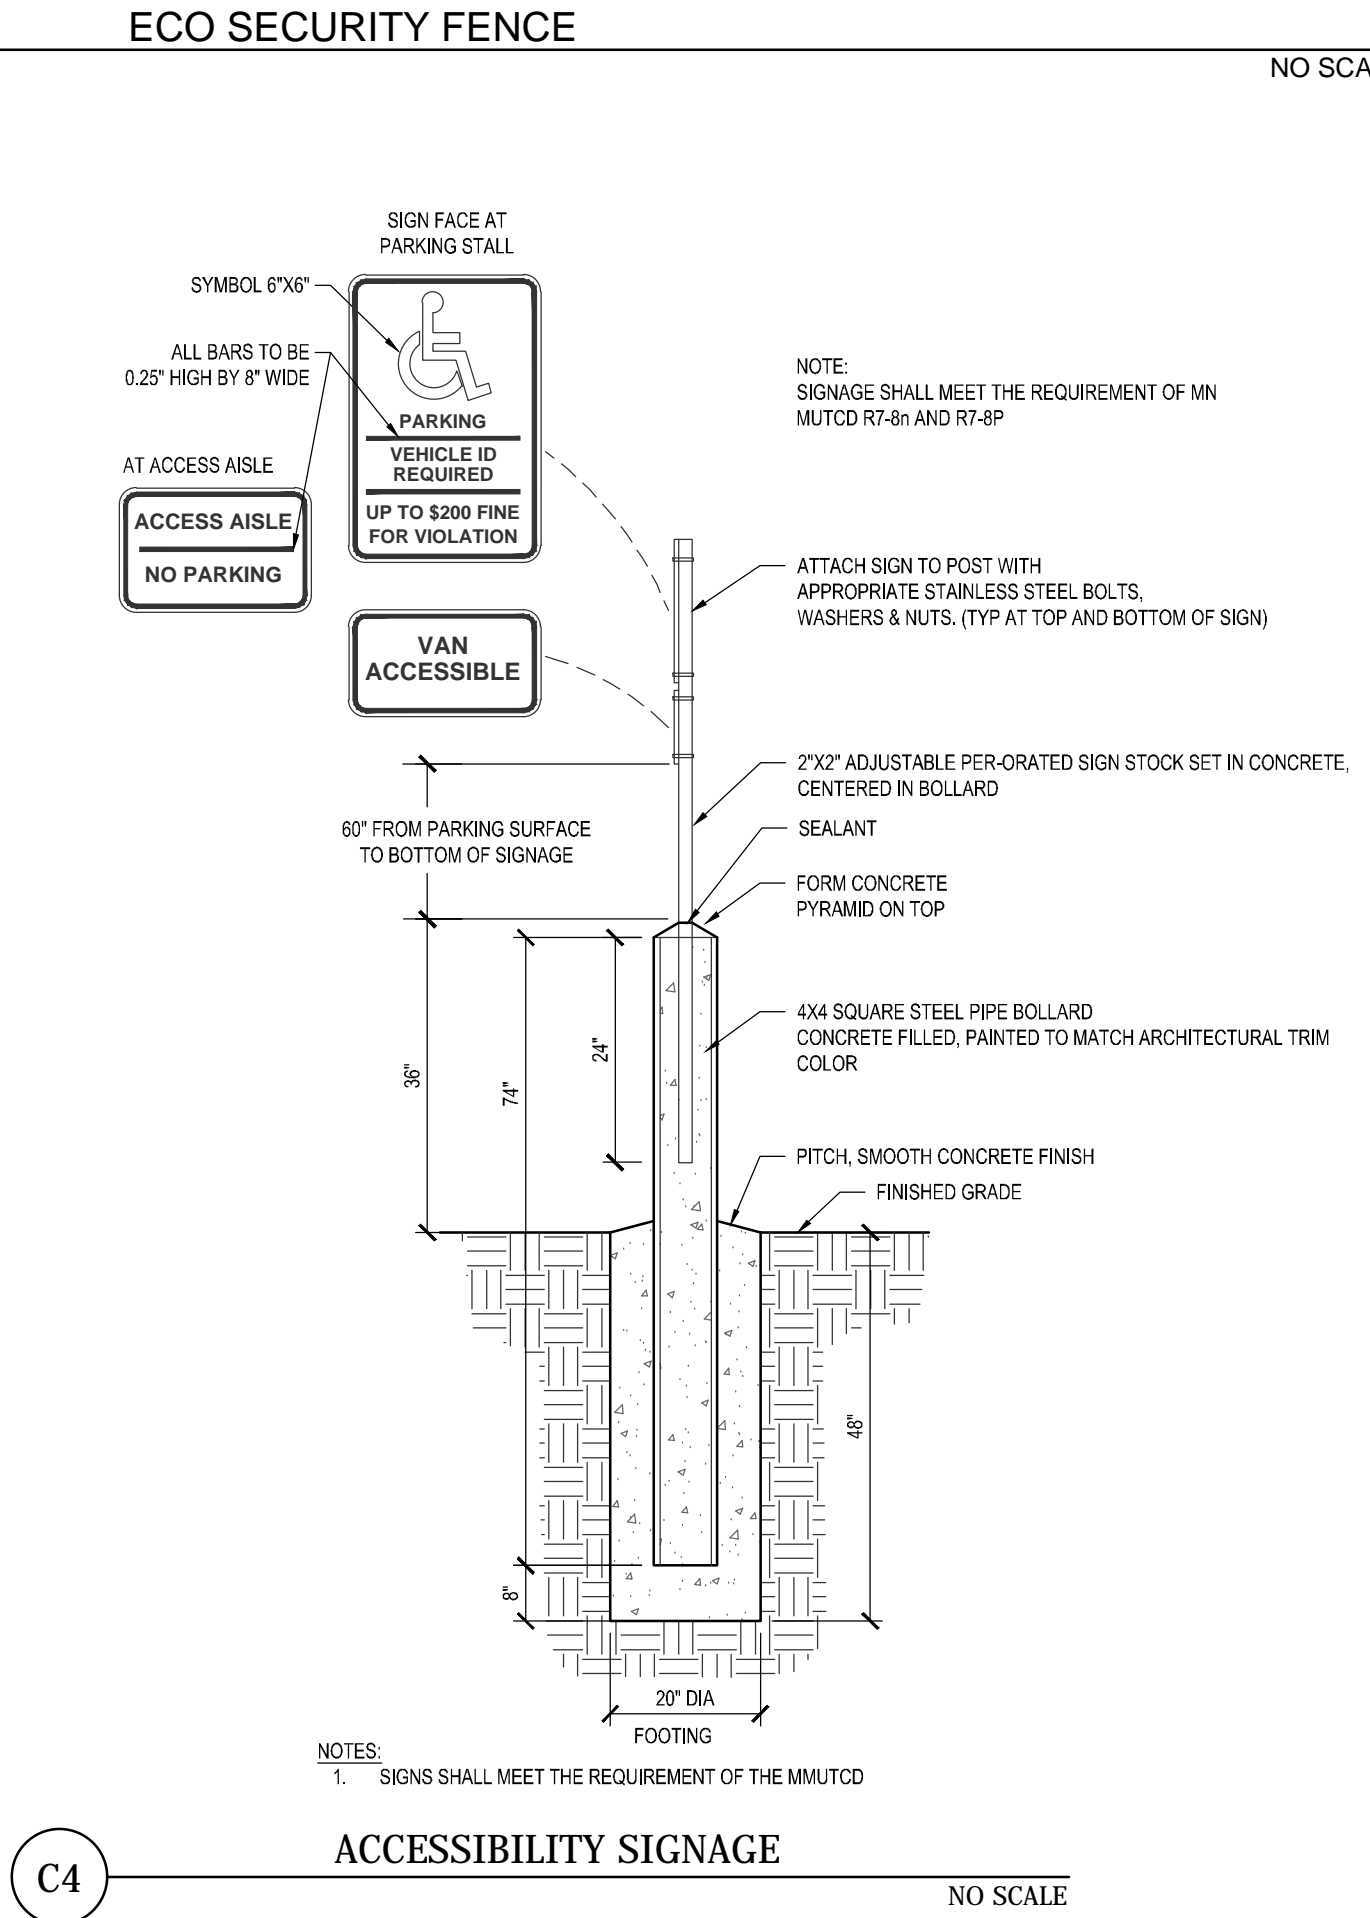 ECO SECURITY FENCE
NO SCA
SIGN FACE AT
PARKING STALL
SYMBOL 6"X6"
ALL BARS TO BE
0.25" HIGH BY 8" WIDE
PARKING
VEHICLE ID
REQUIRED
UP TO $200 FINE
FOR VIOLATION
NOTE:
SIGNAGE SHALL MEET THE REQUIREMENT OF MN
MUTCD R7-8n AND R7-8P
AT ACCESS AISLE
ACCESS AISLE
NO PARKING
VAN
ACCESSIBLE
ATTACH SIGN TO POST WITH
APPROPRIATE STAINLESS STEEL BOLTS,
WASHERS & NUTS. (TYP AT TOP AND BOTTOM OF SIGN)
2"X2" ADJUSTABLE PER-ORATED SIGN STOCK SET IN CONCRETE,
CENTERED IN BOLLARD
60" FROM PARKING SURFACE
TO BOTTOM OF SIGNAGE
SEALANT
FORM CONCRETE
PYRAMID ON TOP
4X4 SQUARE STEEL PIPE BOLLARD
CONCRETE FILLED, PAINTED TO MATCH ARCHITECTURAL TRIM
COLOR
36"
74"
24"
PITCH, SMOOTH CONCRETE FINISH
FINISHED GRADE
48"
8"
20" DIA
FOOTING
NOTES:
1. SIGNS SHALL MEET THE REQUIREMENT OF THE MMUTCD
C4
ACCESSIBILITY SIGNAGE
NO SCALE